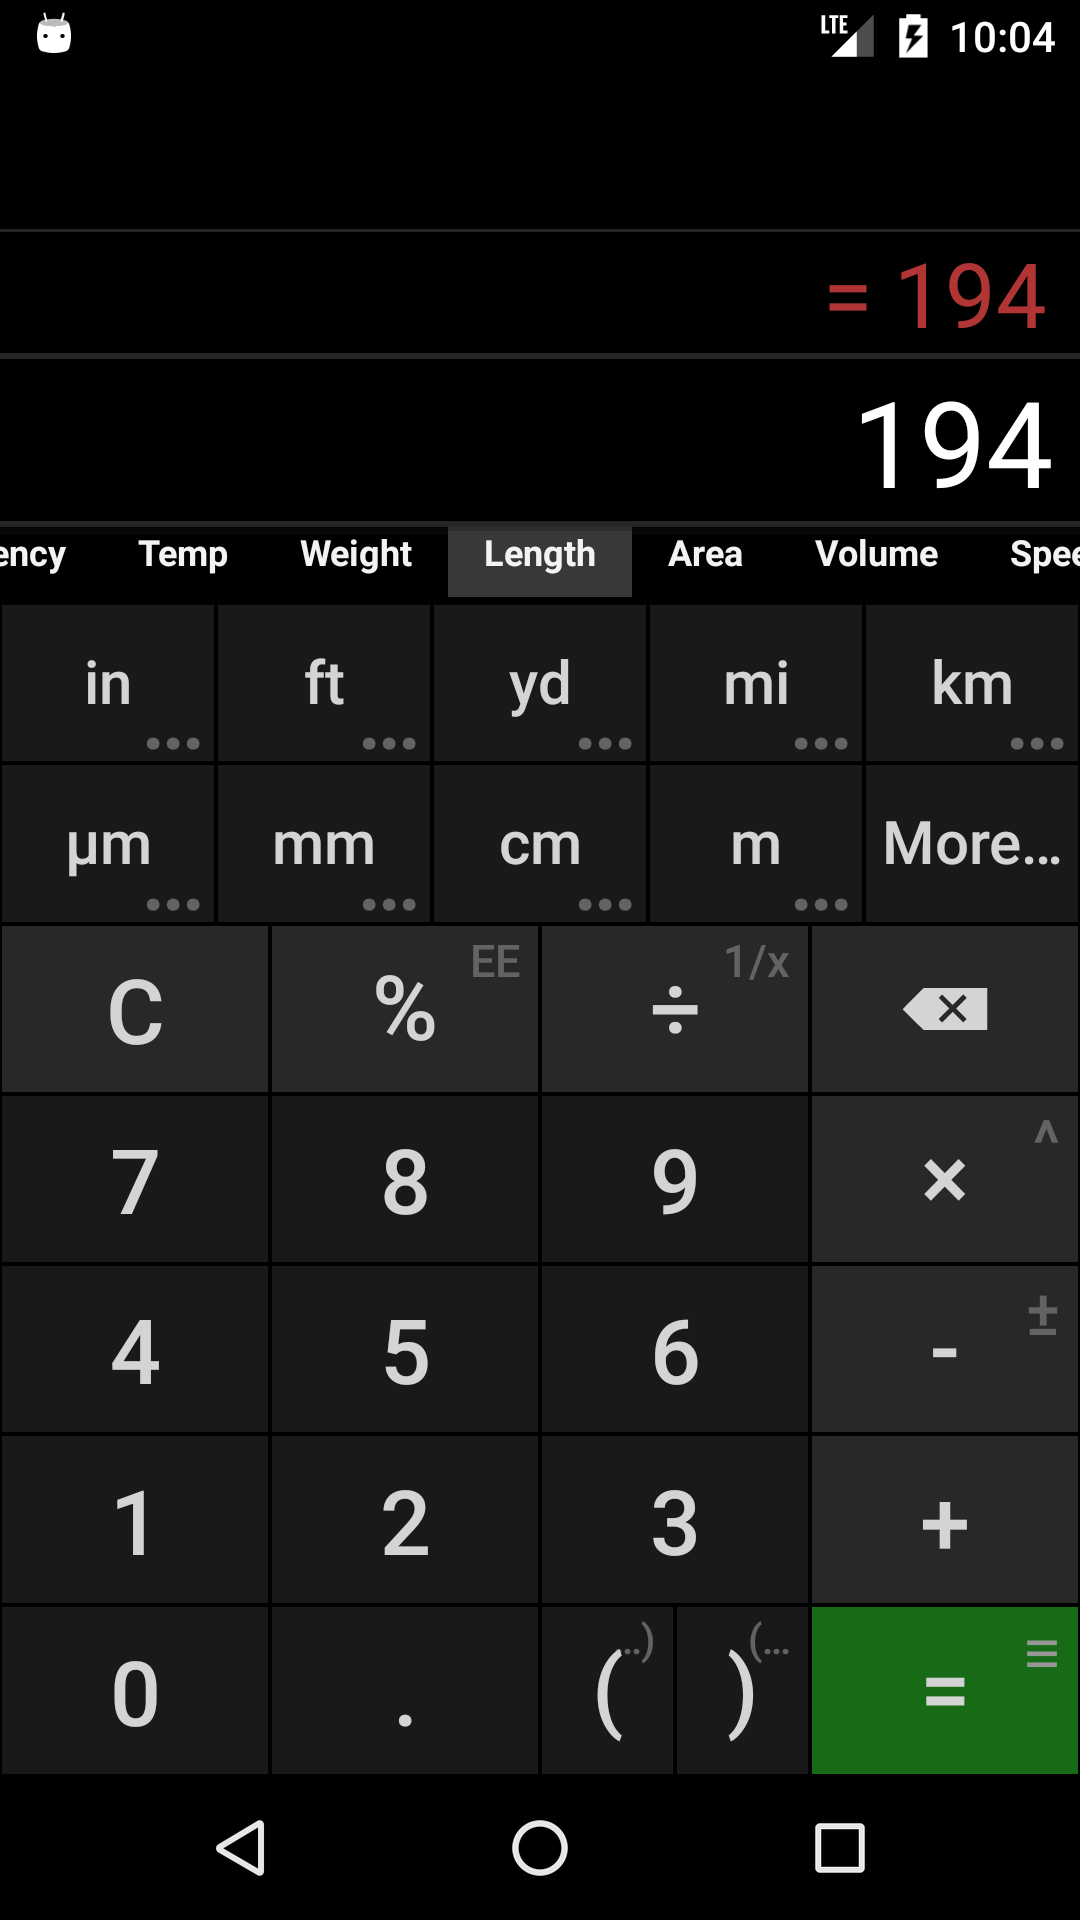 LTE 10:04
= 194
194
ency Temp Weight Length Area Volume Spee
in ft yd mi km
µm mm cm m More...
C % EE ÷ 1/x
7 8 9 × ^
4 5 6 - ±
1 2 3 +
0 . ( ..) ) (... =